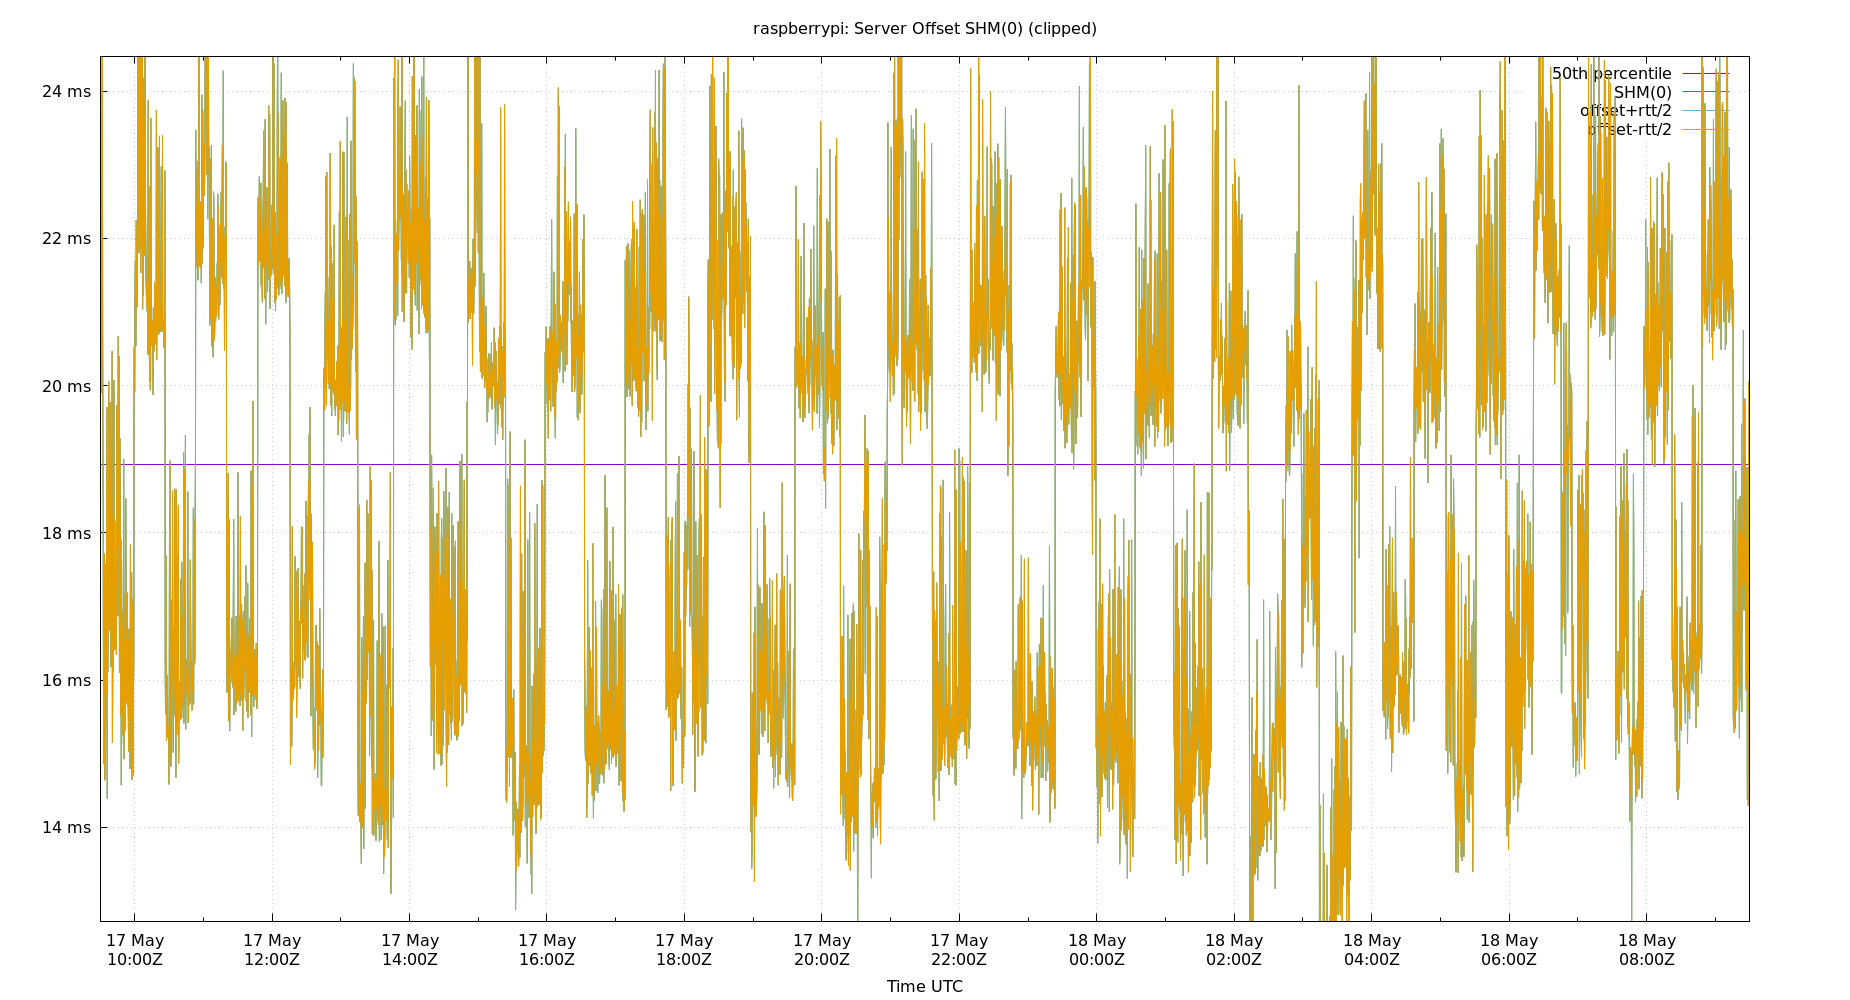 raspberrypi: Server Offset SHM(0) (clipped)
24 ms
22 ms
20 ms
18 ms
16 ms
14 ms
50th percentile
SHM(0)
offset+rtt/2
offset-rtt/2
17 May 17 May 17 May 17 May 17 May 17 May 17 May 18 May 18 May 18 May 18 May 18 May
10:00Z 12:00Z 14:00Z 16:00Z 18:00Z 20:00Z 22:00Z 00:00Z 02:00Z 04:00Z 06:00Z 08:00Z
Time UTC